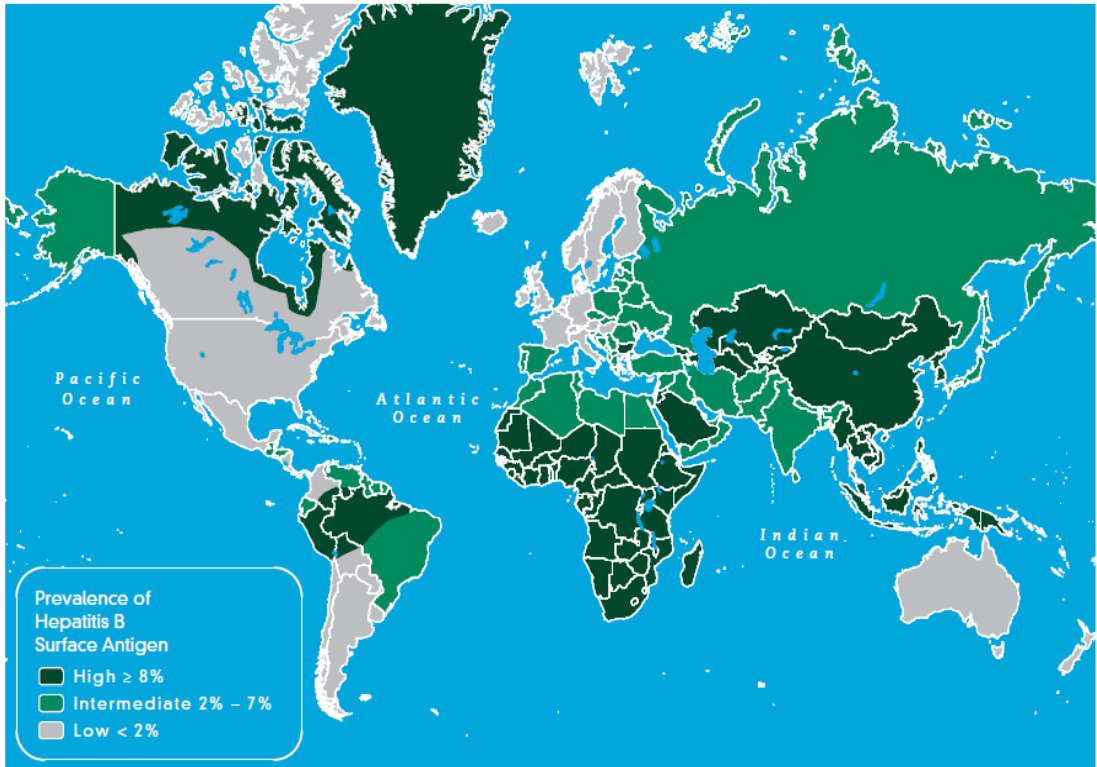 Pacific
Ocean
Atlantic
Ocean
Indian
Ocean
Prevalence of
Hepatitis B
Surface Antigen
High ≥ 8%
Intermediate 2% – 7%
Low < 2%